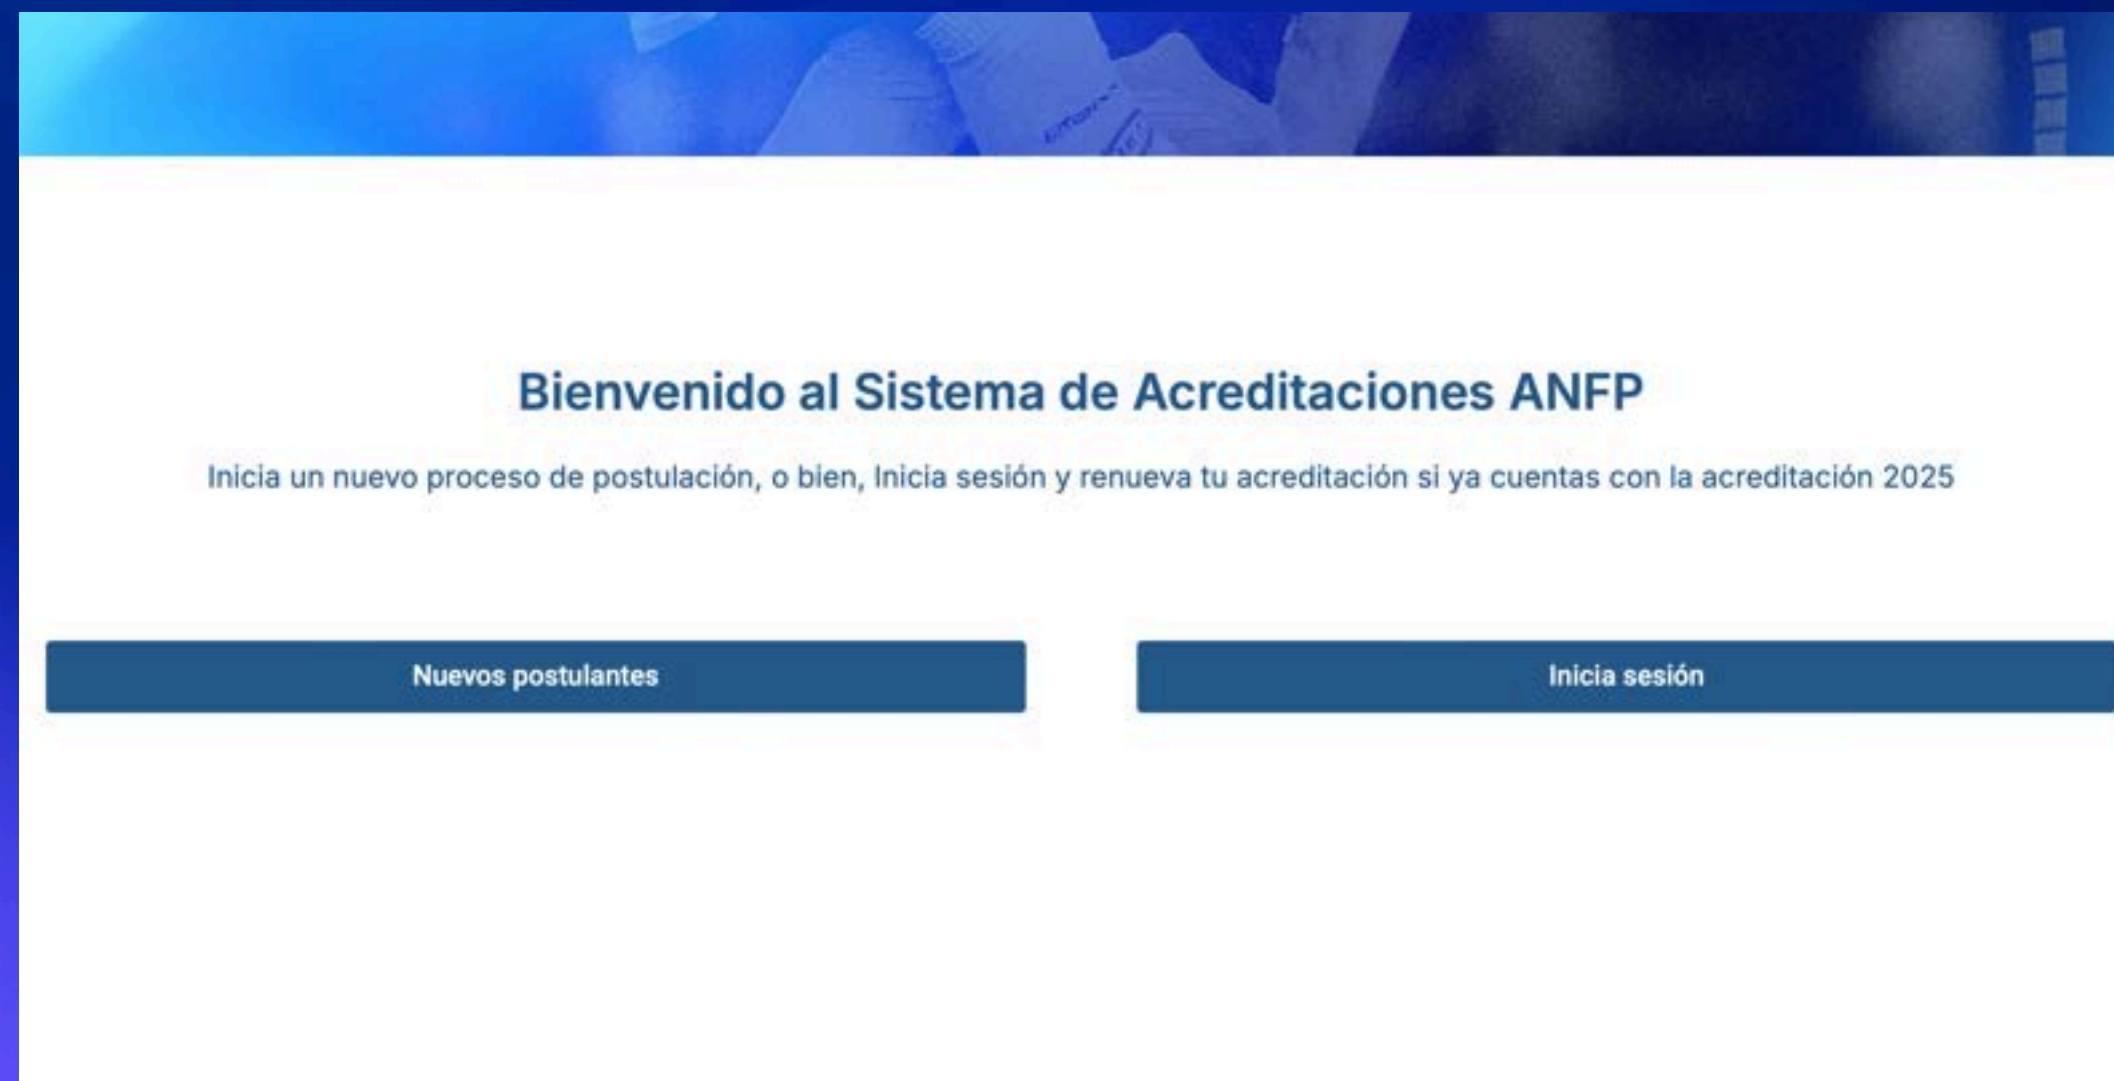 Bienvenido al Sistema de Acreditaciones ANFP
Inicia un nuevo proceso de postulación, o bien, Inicia sesión y renueva tu acreditación si ya cuentas con la acreditación 2025
Nuevos postulantes
Inicia sesión